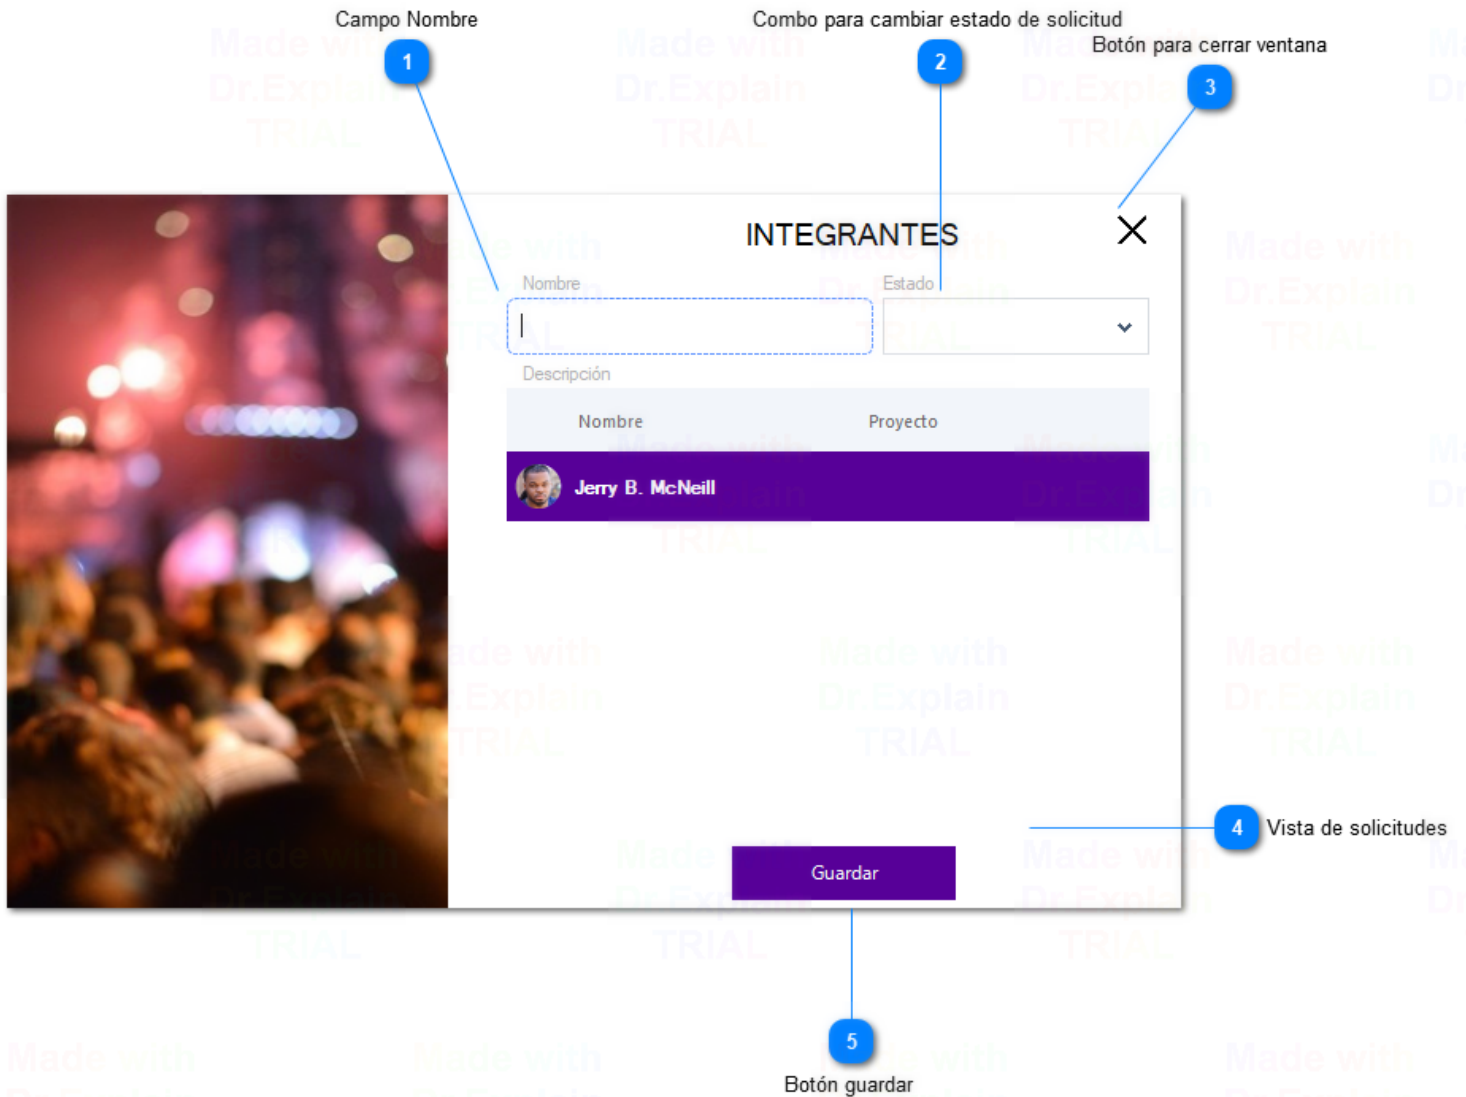 Campo Nombre
Combo para cambiar estado de solicitud
Botón para cerrar ventana
1
2
3
INTEGRANTES
Nombre
Estado
Descripción
Nombre
Proyecto
Jerry B. McNeill
4
Vista de solicitudes
Guardar
5
Botón guardar
Made with
Dr.Explain
TRIAL